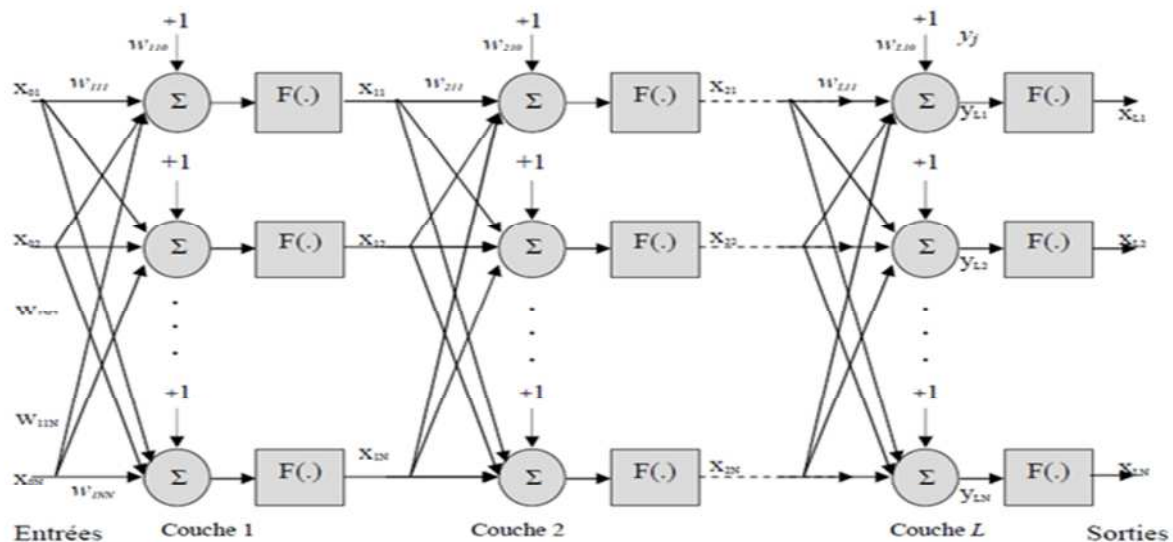 +1 +1 +1
w110 w210 wL10 yj
x01 w111 Σ F(.) x11 w211 Σ F(.) x21 wL11 Σ yL1 F(.) xL1
+1 +1 +1
x02 Σ F(.) x12 Σ F(.) x22 Σ yL2 F(.) xL2
+1 +1 +1
W11N
x0N w1NN Σ F(.) x1N Σ F(.) x2N Σ yLN F(.) xLN
Entrées Couche 1 Couche 2 Couche L Sorties